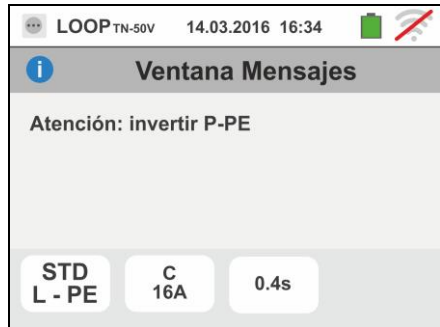 LOOP TN-50V 14.03.2016 16:34
i Ventana Mensajes
Atención: invertir P-PE
STD C 0.4s
L - PE 16A